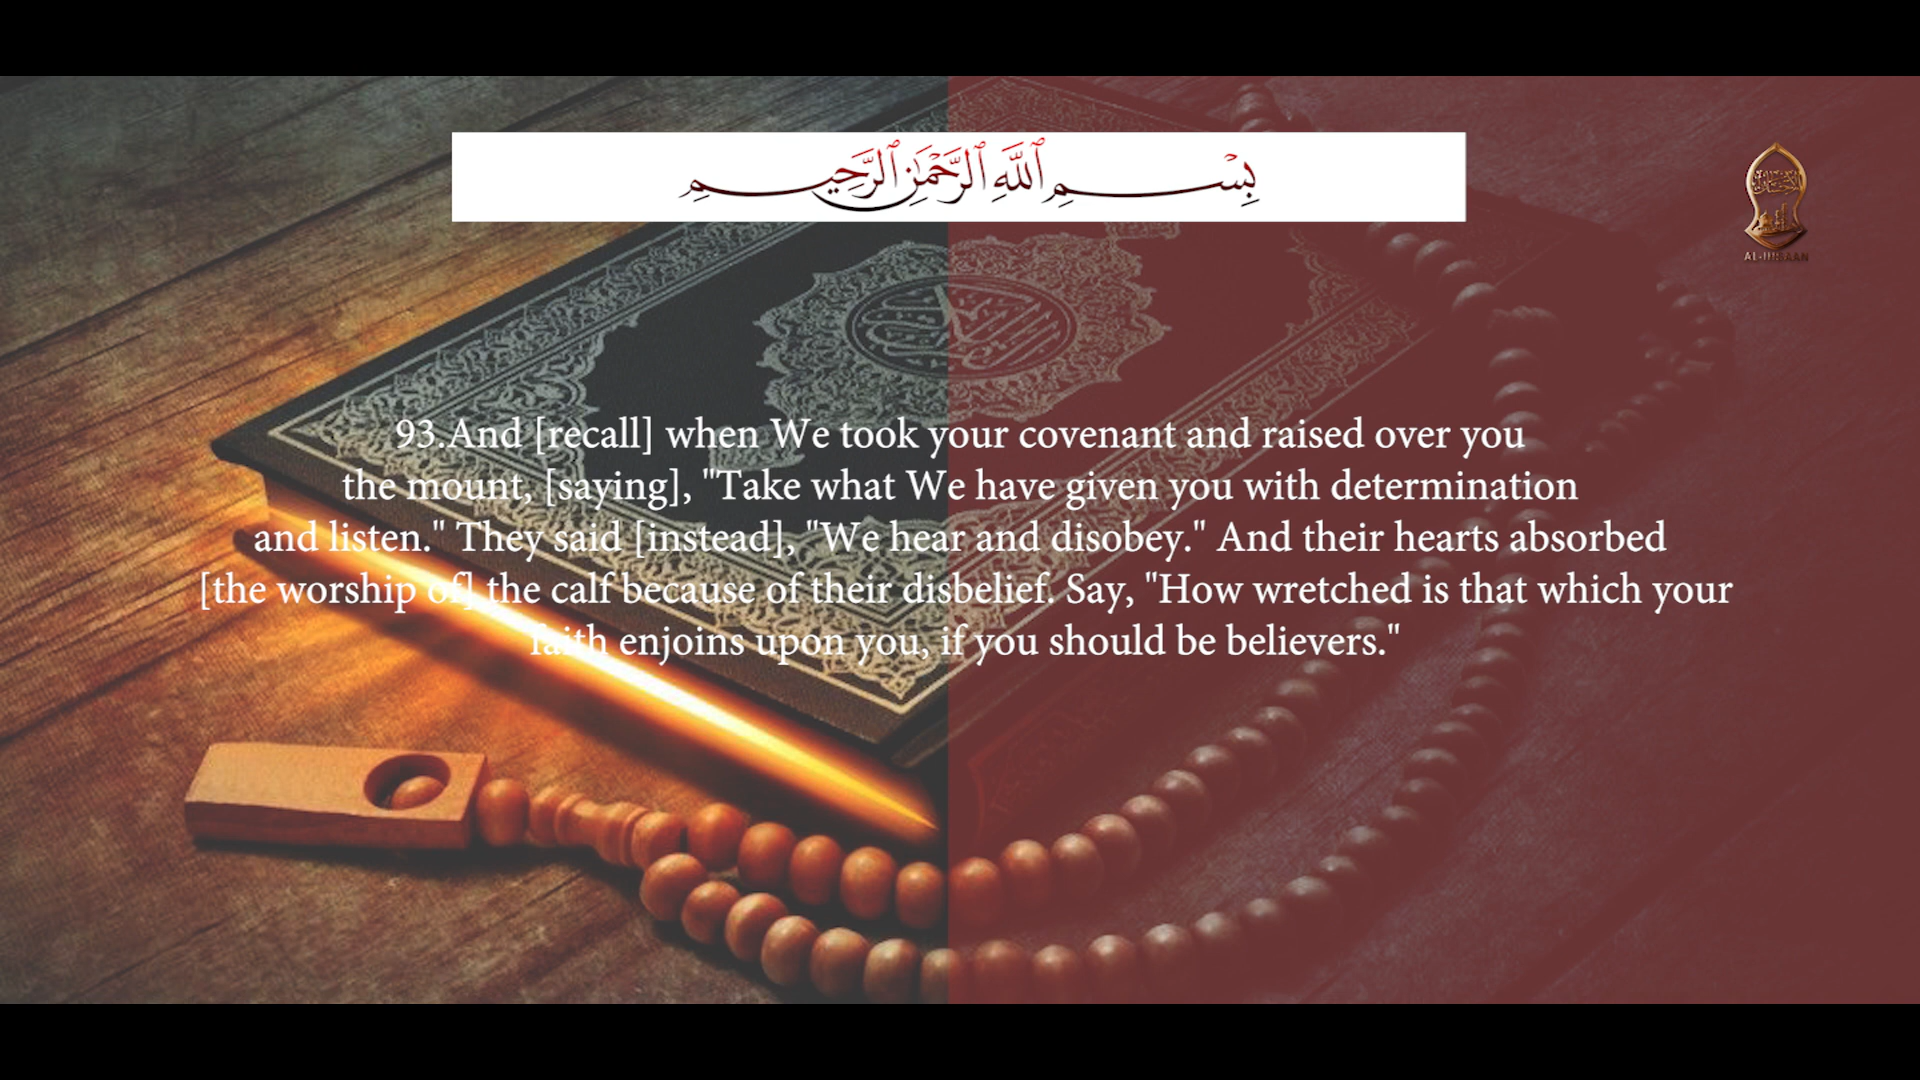 بِسْمِ ٱللَّهِ ٱلرَّحْمَٰنِ ٱلرَّحِيمِ
93.And [recall] when We took your covenant and raised over you
the mount, [saying], "Take what We have given you with determination
and listen." They said [instead], "We hear and disobey." And their hearts absorbed
[the worship of] the calf because of their disbelief. Say, "How wretched is that which your
faith enjoins upon you, if you should be believers."